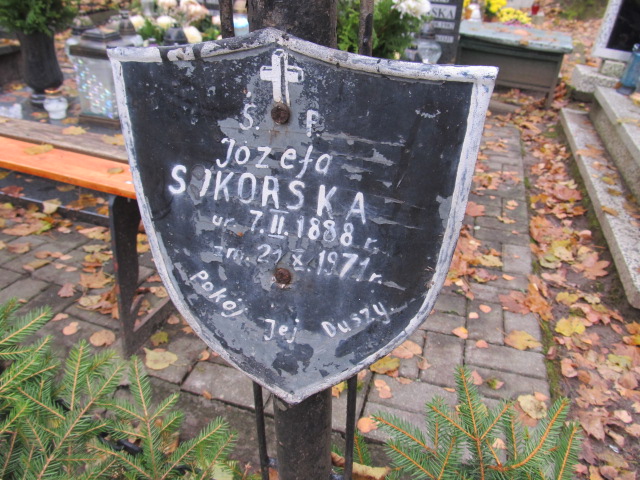 Ś. P.
Józefa
SIKORSKA
ur. 7.II.1888 r.
zm. 21.X.1971 r.
Pokój Jej Duszy